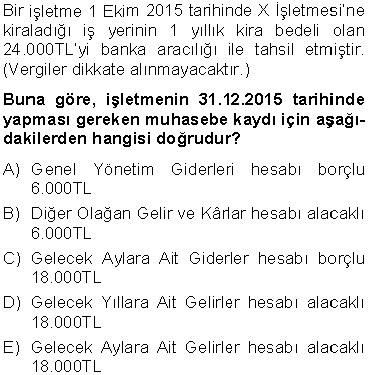 Bir işletme 1 Ekim 2015 tarihinde X İşletmesi'ne
kiraladığı iş yerinin 1 yıllık kira bedeli olan
24.000TL'yi banka aracılığı ile tahsil etmiştir.
(Vergiler dikkate alınmayacaktır.)
Buna göre, işletmenin 31.12.2015 tarihinde
yapması gereken muhasebe kaydı için aşağı-
dakilerden hangisi doğrudur?
A) Genel Yönetim Giderleri hesabı borçlu
6.000TL
B) Diğer Olağan Gelir ve Kârlar hesabı alacaklı
6.000TL
C) Gelecek Aylara Ait Giderler hesabı borçlu
18.000TL
D) Gelecek Yıllara Ait Gelirler hesabı alacaklı
18.000TL
E) Gelecek Aylara Ait Gelirler hesabı alacaklı
18.000TL